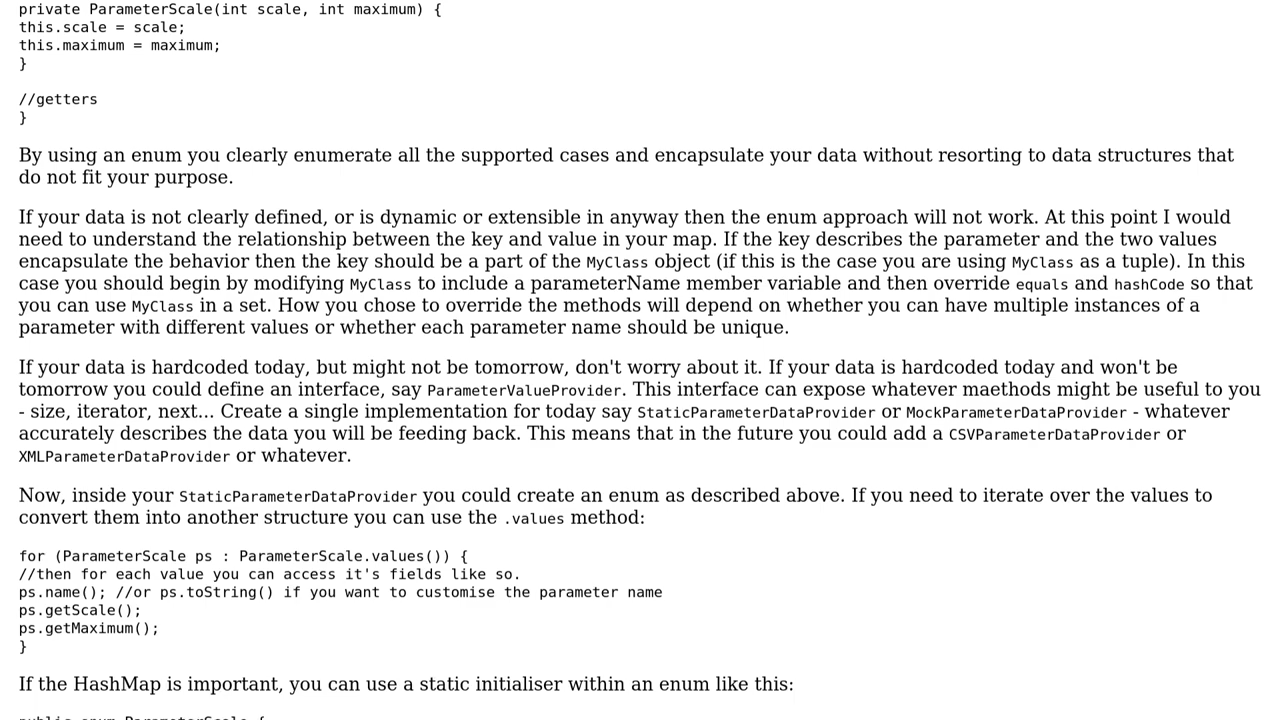 private ParameterScale(int scale, int maximum) {
this.scale = scale;
this.maximum = maximum;
}
//getters
}
By using an enum you clearly enumerate all the supported cases and encapsulate your data without resorting to data structures that
do not fit your purpose.
If your data is not clearly defined, or is dynamic or extensible in anyway then the enum approach will not work. At this point I would
need to understand the relationship between the key and value in your map. If the key describes the parameter and the two values
encapsulate the behavior then the key should be a part of the MyClass object (if this is the case you are using MyClass as a tuple). In this
case you should begin by modifying MyClass to include a parameterName member variable and then override equals and hashCode so that
you can use MyClass in a set. How you chose to override the methods will depend on whether you can have multiple instances of a
parameter with different values or whether each parameter name should be unique.
If your data is hardcoded today, but might not be tomorrow, don't worry about it. If your data is hardcoded today and won't be
tomorrow you could define an interface, say ParameterValueProvider. This interface can expose whatever maethods might be useful to you
- size, iterator, next... Create a single implementation for today say StaticParameterDataProvider or MockParameterDataProvider - whatever
accurately describes the data you will be feeding back. This means that in the future you could add a CSVParameterDataProvider or
XMLParameterDataProvider or whatever.
Now, inside your StaticParameterDataProvider you could create an enum as described above. If you need to iterate over the values to
convert them into another structure you can use the .values method:
for (ParameterScale ps : ParameterScale.values()) {
//then for each value you can access it's fields like so.
ps.name(); //or ps.toString() if you want to customise the parameter name
ps.getScale();
ps.getMaximum();
}
If the HashMap is important, you can use a static initialiser within an enum like this:
public enum ParameterScale {